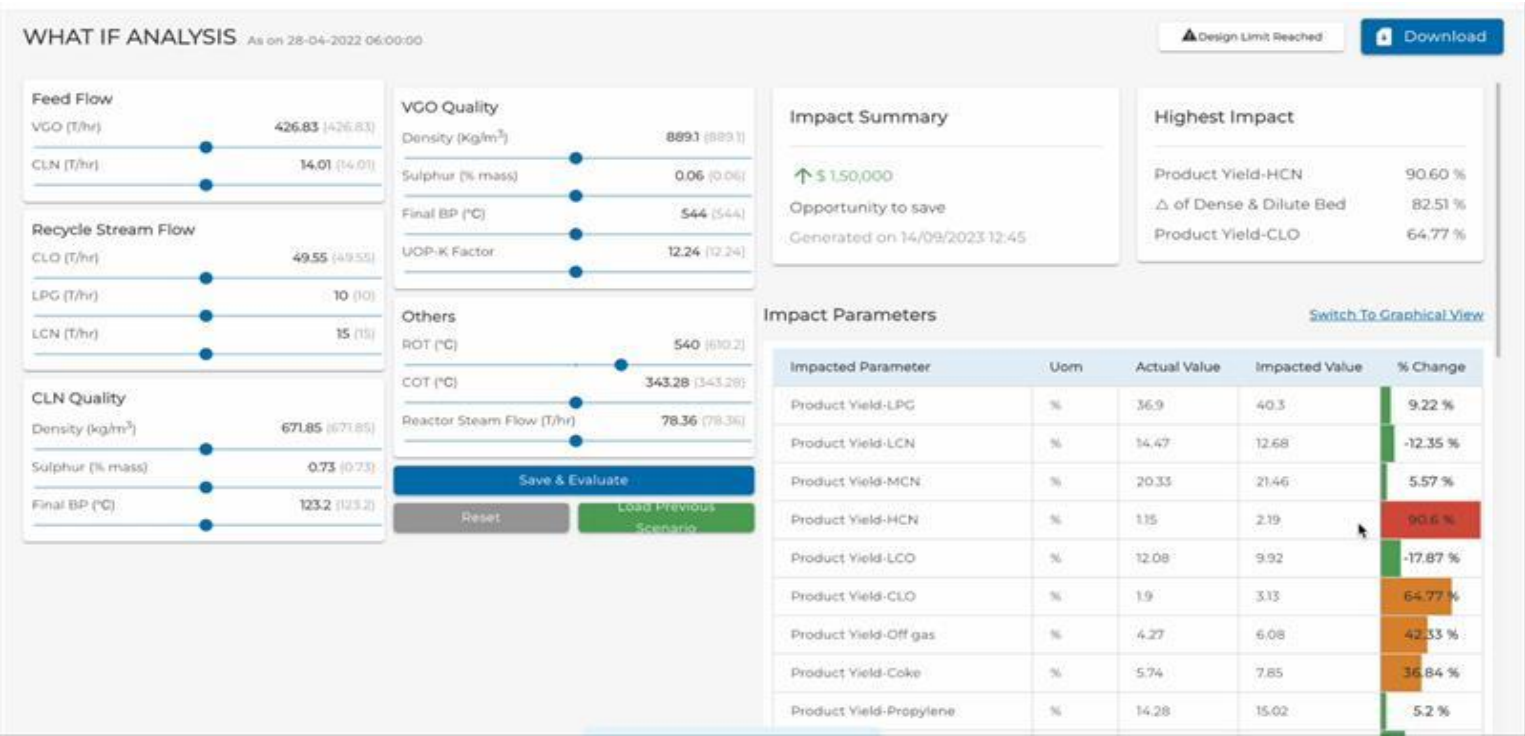 WHAT IF ANALYSIS As on 28-04-2022 06:00:00
Design Limit Reached
Download
Feed Flow
VGO (T/hr) 426.83 (426.83)
CLN (T/hr) 14.01 (14.01)
Recycle Stream Flow
CLO (T/hr) 49.55 (49.55)
LPG (T/hr) 10 (10)
LCN (T/hr) 15 (15)
CLN Quality
Density (kg/m³) 671.85 (671.85)
Sulphur (% mass) 0.73 (0.73)
Final BP (°C) 123.2 (123.2)
VGO Quality
Density (Kg/m³) 889.1 (889.1)
Sulphur (% mass) 0.06 (0.06)
Final BP (°C) 544 (544)
UOP-K Factor 12.24 (12.24)
Others
ROT (°C) 540 (610.2)
COT (°C) 343.28 (343.28)
Reactor Steam Flow (T/hr) 78.36 (78.36)
Save & Evaluate
Reset
Load Previous
Scenario
Impact Summary
↑ $ 1,50,000
Opportunity to save
Generated on 14/09/2023 12:45
Highest Impact
Product Yield-HCN 90.60 %
△ of Dense & Dilute Bed 82.51 %
Product Yield-CLO 64.77 %
Impact Parameters
Switch To Graphical View
Impacted Parameter Uom Actual Value Impacted Value % Change
Product Yield-LPG % 36.9 40.3 9.22 %
Product Yield-LCN % 14.47 12.68 -12.35 %
Product Yield-MCN % 20.33 21.46 5.57 %
Product Yield-HCN % 1.15 2.19 90.6 %
Product Yield-LCO % 12.08 9.92 -17.87 %
Product Yield-CLO % 1.9 3.13 64.77 %
Product Yield-Off gas % 4.27 6.08 42.33 %
Product Yield-Coke % 5.74 7.85 36.84 %
Product Yield-Propylene % 14.28 15.02 5.2 %